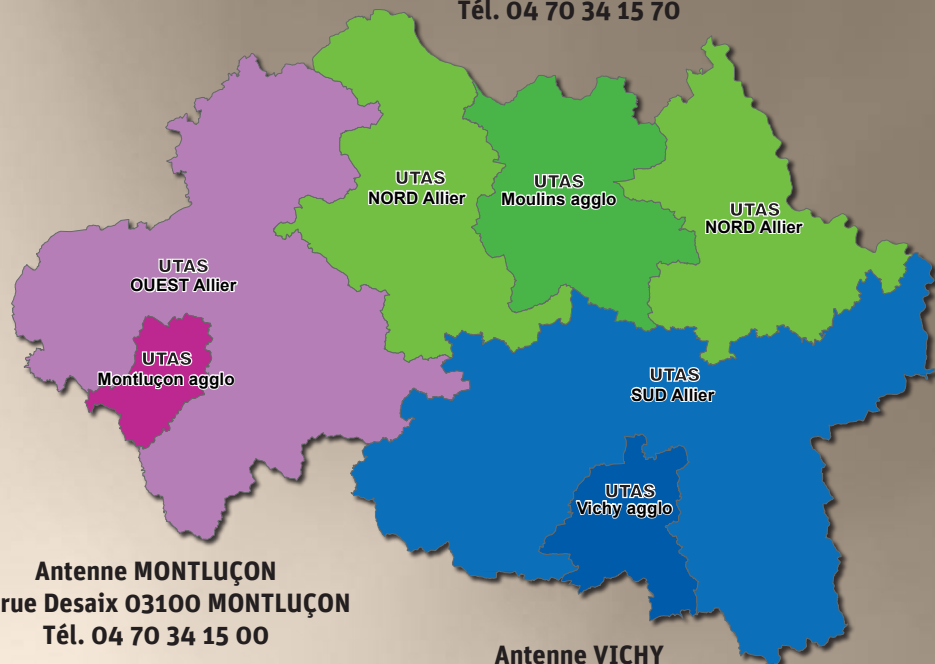 Tél. 04 70 34 15 70
UTAS
NORD Allier
UTAS
Moulins agglo
UTAS
NORD Allier
UTAS
OUEST Allier
UTAS
Montluçon agglo
UTAS
SUD Allier
UTAS
Vichy agglo
Antenne MONTLUÇON
rue Desaix 03100 MONTLUÇON
Tél. 04 70 34 15 00
Antenne VICHY